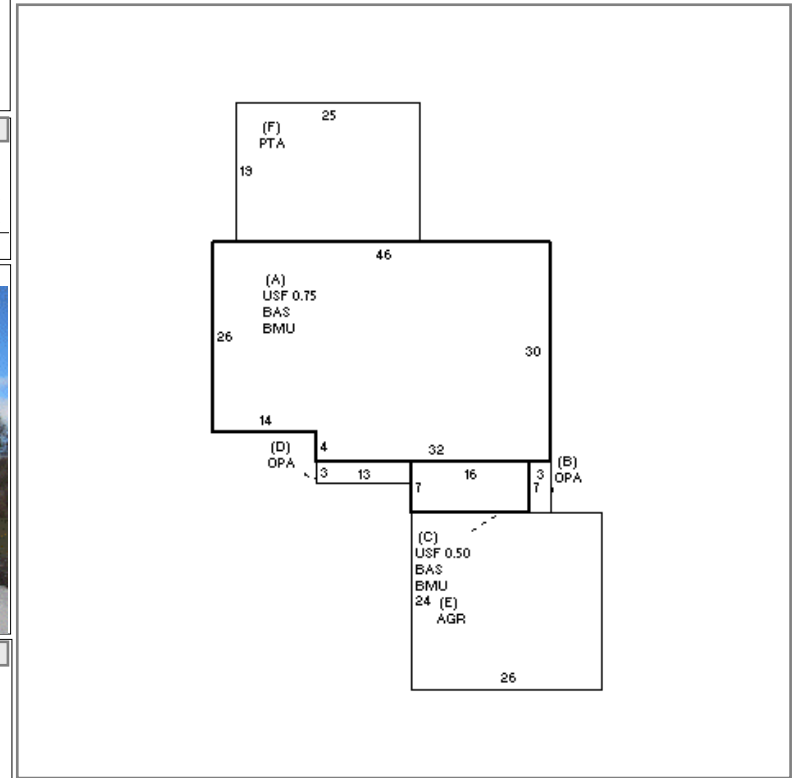 25
(F)
PTA
19
46
(A)
USF 0.75
BAS
BMU
26
30
14
4
32
(D)
OPA
3
13
7
16
3
7
(B)
OPA
(C)
USF 0.50
BAS
BMU
24
(E)
AGR
26